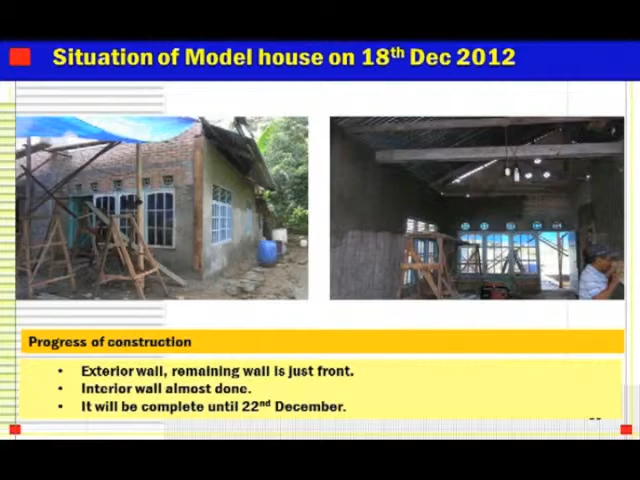 Situation of Model house on 18th Dec 2012
Progress of construction
• Exterior wall, remaining wall is just front.
• Interior wall almost done.
• It will be complete until 22nd December.